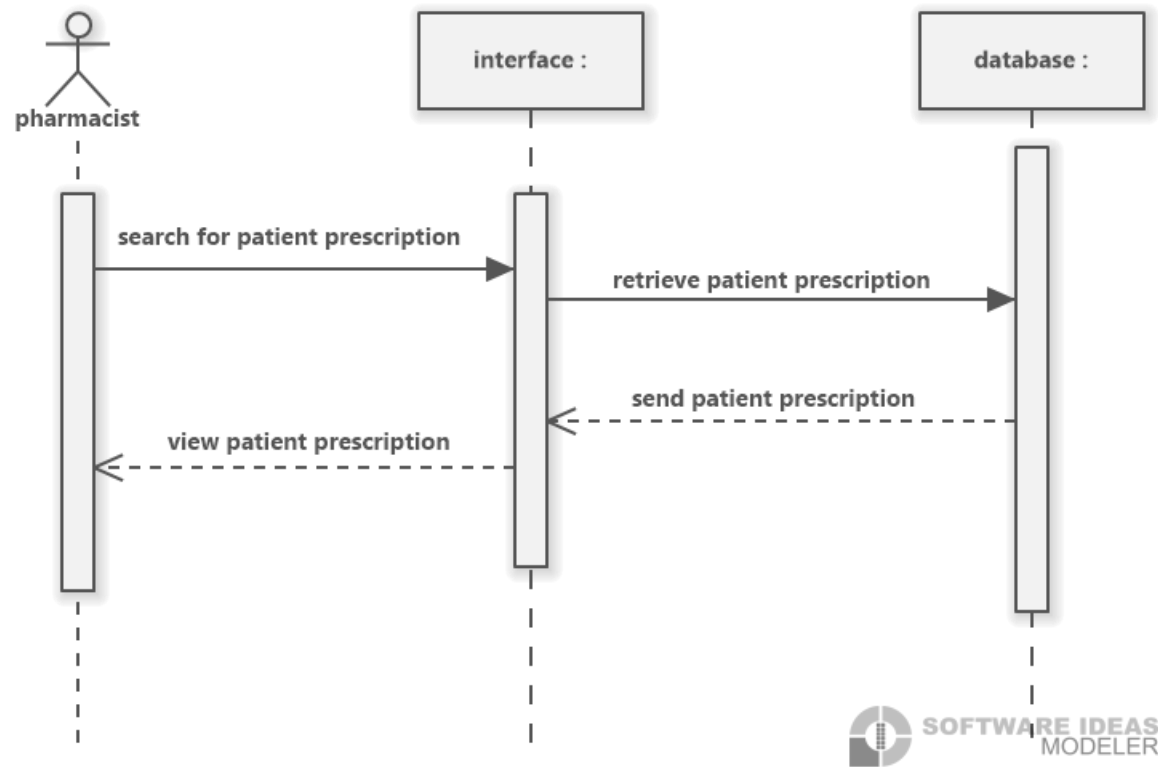 interface :
database :
pharmacist
search for patient prescription
retrieve patient prescription
send patient prescription
view patient prescription
SOFTWARE IDEAS
MODELER